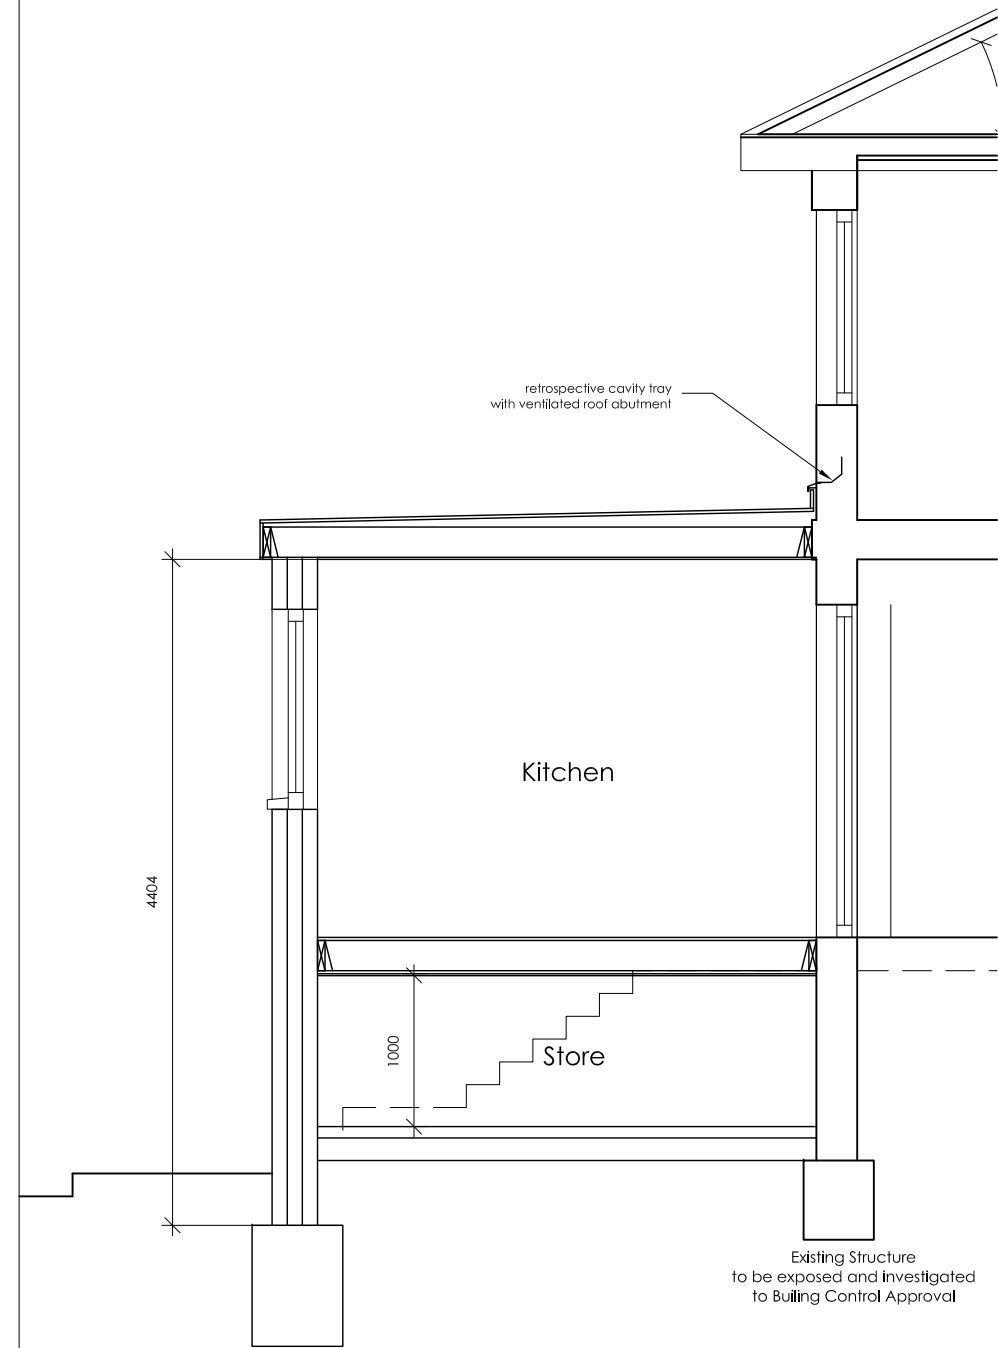 retrospective cavity tray
with ventilated roof abutment
Kitchen
4404
1000
Store
Existing Structure
to be exposed and investigated
to Builing Control Approval